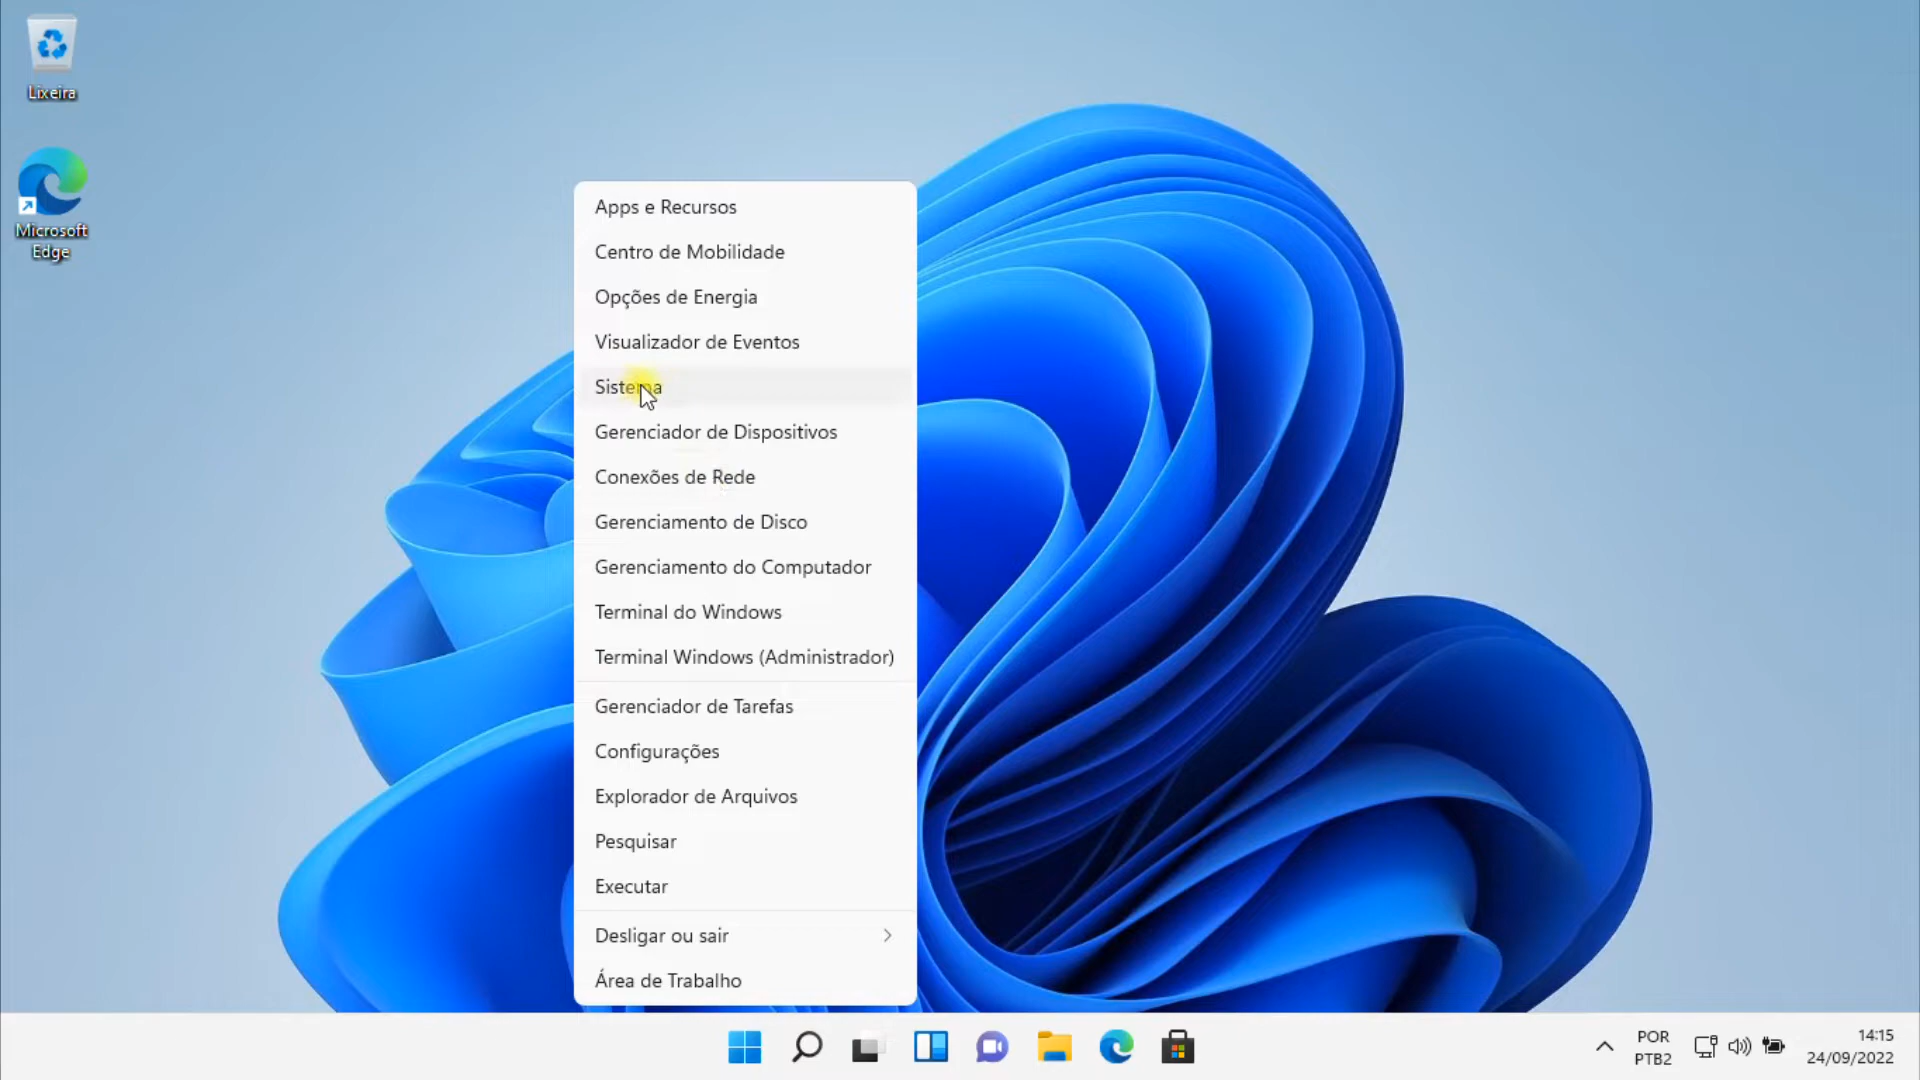 Lixeira
Microsoft
Edge
Apps e Recursos
Centro de Mobilidade
Opções de Energia
Visualizador de Eventos
Sistema
Gerenciador de Dispositivos
Conexões de Rede
Gerenciamento de Disco
Gerenciamento do Computador
Terminal do Windows
Terminal Windows (Administrador)
Gerenciador de Tarefas
Configurações
Explorador de Arquivos
Pesquisar
Executar
Desligar ou sair
Área de Trabalho
POR
PTB2
14:15
24/09/2022